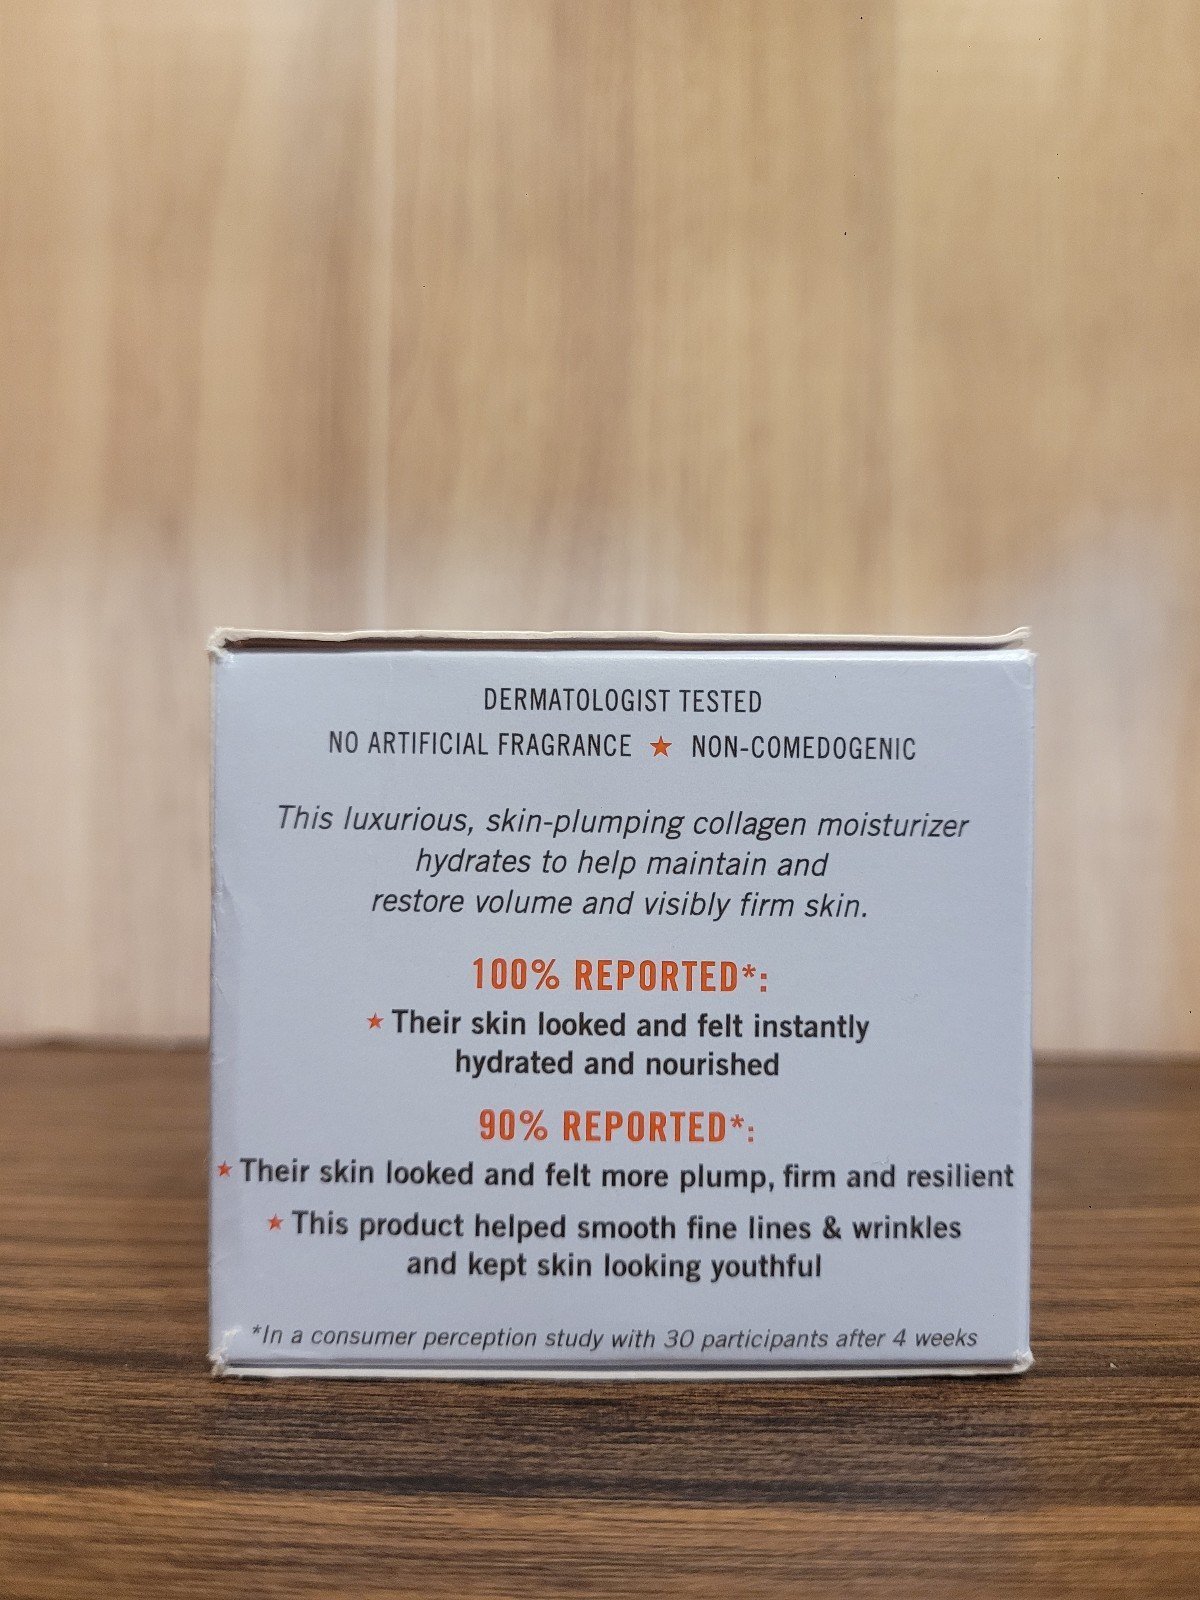 DERMATOLOGIST TESTED
NO ARTIFICIAL FRAGRANCE ★ NON-COMEDOGENIC
This luxurious, skin-plumping collagen moisturizer
hydrates to help maintain and
restore volume and visibly firm skin.
100% REPORTED*:
★ Their skin looked and felt instantly
hydrated and nourished
90% REPORTED*:
★ Their skin looked and felt more plump, firm and resilient
★ This product helped smooth fine lines & wrinkles
and kept skin looking youthful
*In a consumer perception study with 30 participants after 4 weeks